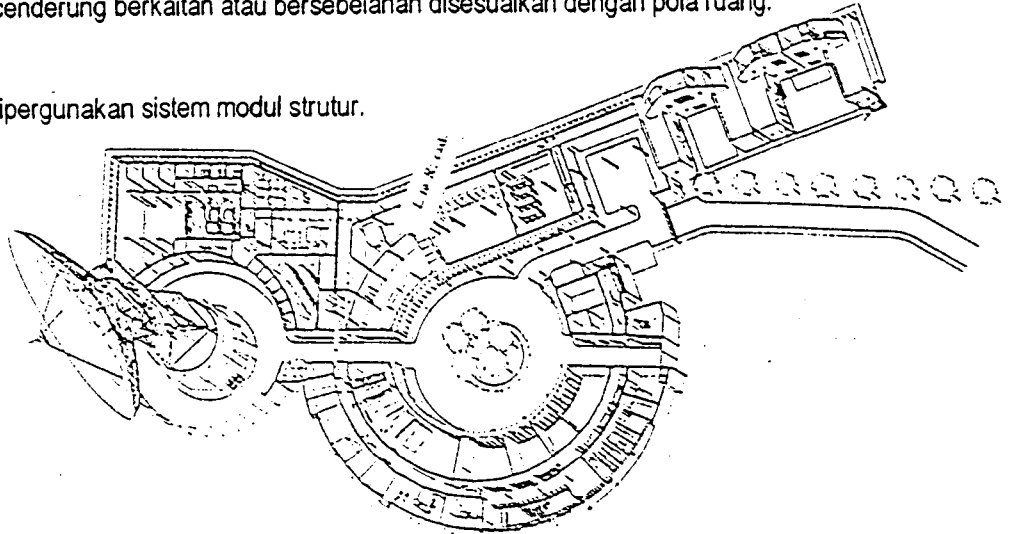 cenderung berkaitan atau bersebelahan disesuaikan dengan pola ruang.
ipergunakan sistem modul strutur.